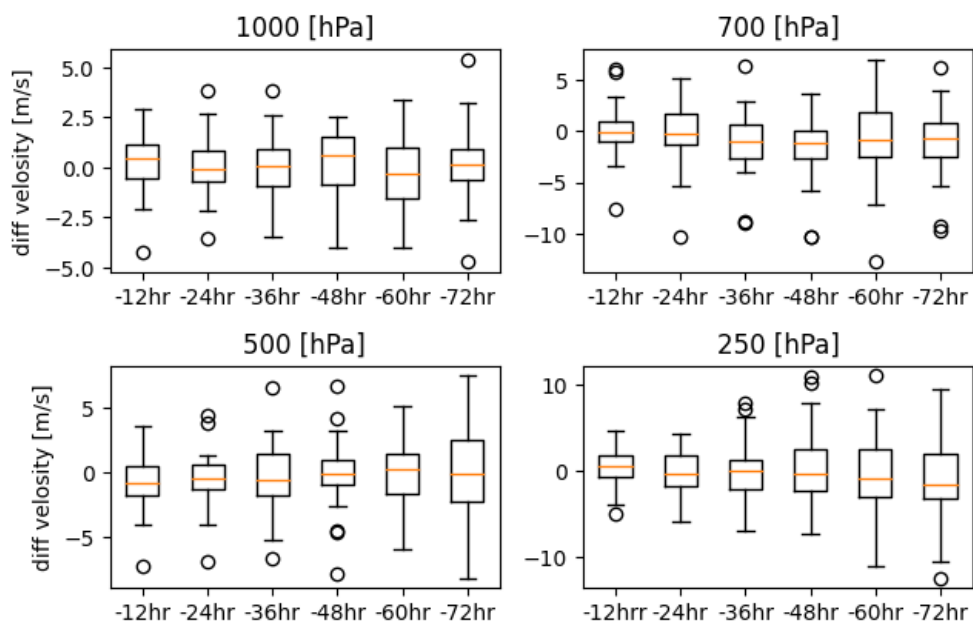 1000 [hPa]
diff velosity [m/s]
5.0
2.5
0.0
−2.5
−5.0
-12hr -24hr -36hr -48hr -60hr -72hr
700 [hPa]
5
0
−5
−10
-12hr -24hr -36hr -48hr -60hr -72hr
500 [hPa]
diff velosity [m/s]
5
0
−5
-12hr -24hr -36hr -48hr -60hr -72hr
250 [hPa]
10
0
−10
-12hrr -24hr -36hr -48hr -60hr -72hr